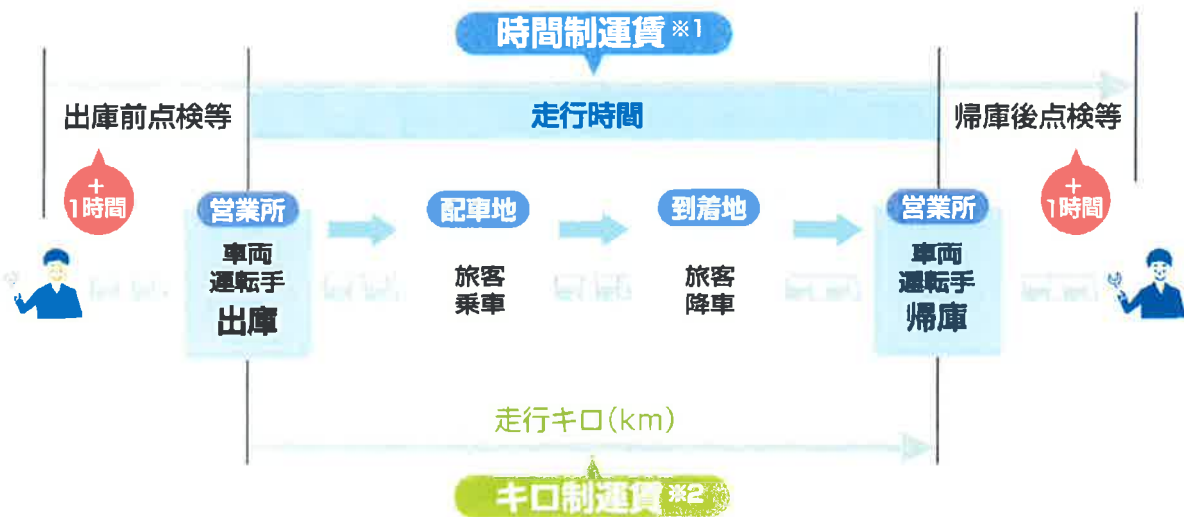 時間制運賃※1
出庫前点検等
走行時間
帰庫後点検等
+
1時間
+
1時間
営業所
配車地
到着地
営業所
車両
運転手
出庫
旅客
乗車
旅客
降車
車両
運転手
帰庫
走行キロ(km)
キロ制運賃※2